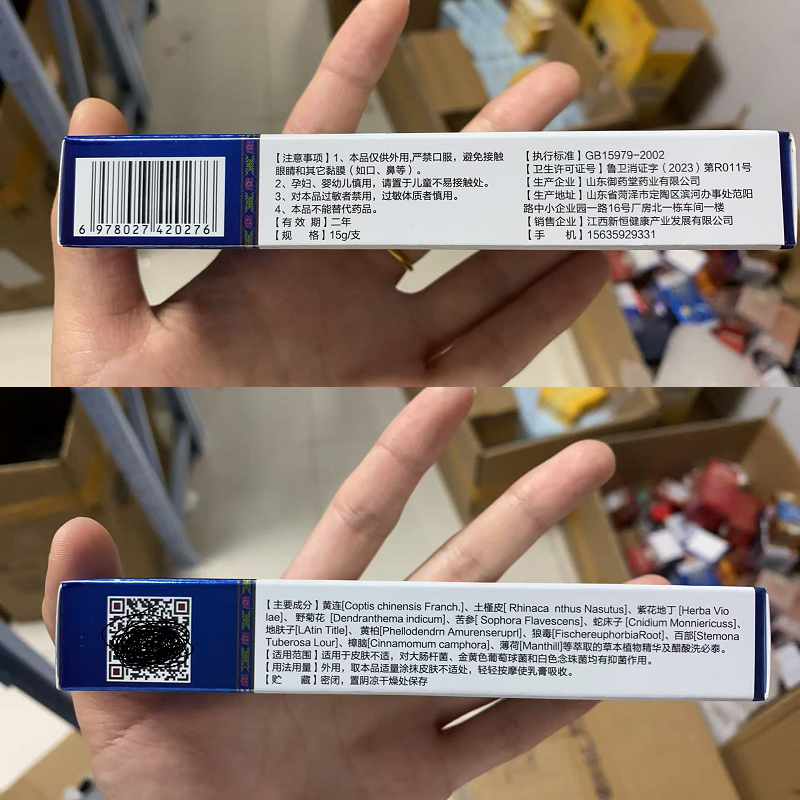 6 978027 420276
【注意事项】1、本品仅供外用,严禁口服，避免接触
眼睛和其它黏膜（如口、鼻等）。
2、孕妇、婴幼儿慎用，请置于儿童不易接触处。
3、对本品过敏者禁用，过敏体质者慎用。
4、本品不能替代药品。
【有 效 期】二年
【规 格】15g/支
【执行标准】GB15979-2002
【卫生许可证号】鲁卫消证字（2023）第R011号
【生产企业】山东御药堂药业有限公司
【生产地址】山东省菏泽市定陶区滨河办事处范阳
路中小企业园一路16号厂房北一栋车间一楼
【销售企业】江西新恒健康产业发展有限公司
【手 机】15635929331
【主要成分】黄连[Coptis chinensis Franch.]、土槿皮[ Rhinaca nthus Nasutus]、紫花地丁 [Herba Vio
lae]、 野菊花 [Dendranthema indicum]、苦参[ Sophora Flavescens]、蛇床子 [Cnidium Monniericuss]、
地肤子[LAtin Title]、 黄柏[Phellodendrn Amurenserupri]、狼毒[FischereuphorbiaRoot]、百部[Stemona
Tuberosa Lour]、樟脑[Cinnamomum camphora]、薄荷[Manthill]等萃取的草本植物精华及醋酸洗必泰。
【适用范围】适用于皮肤不适，对大肠杆菌、金黄色葡萄球菌和白色念珠菌均有抑菌作用。
【用法用量】外用，取本品适量涂抹皮肤不适处，轻轻按摩使乳膏吸收。
【贮 藏】密闭，置阴凉干燥处保存